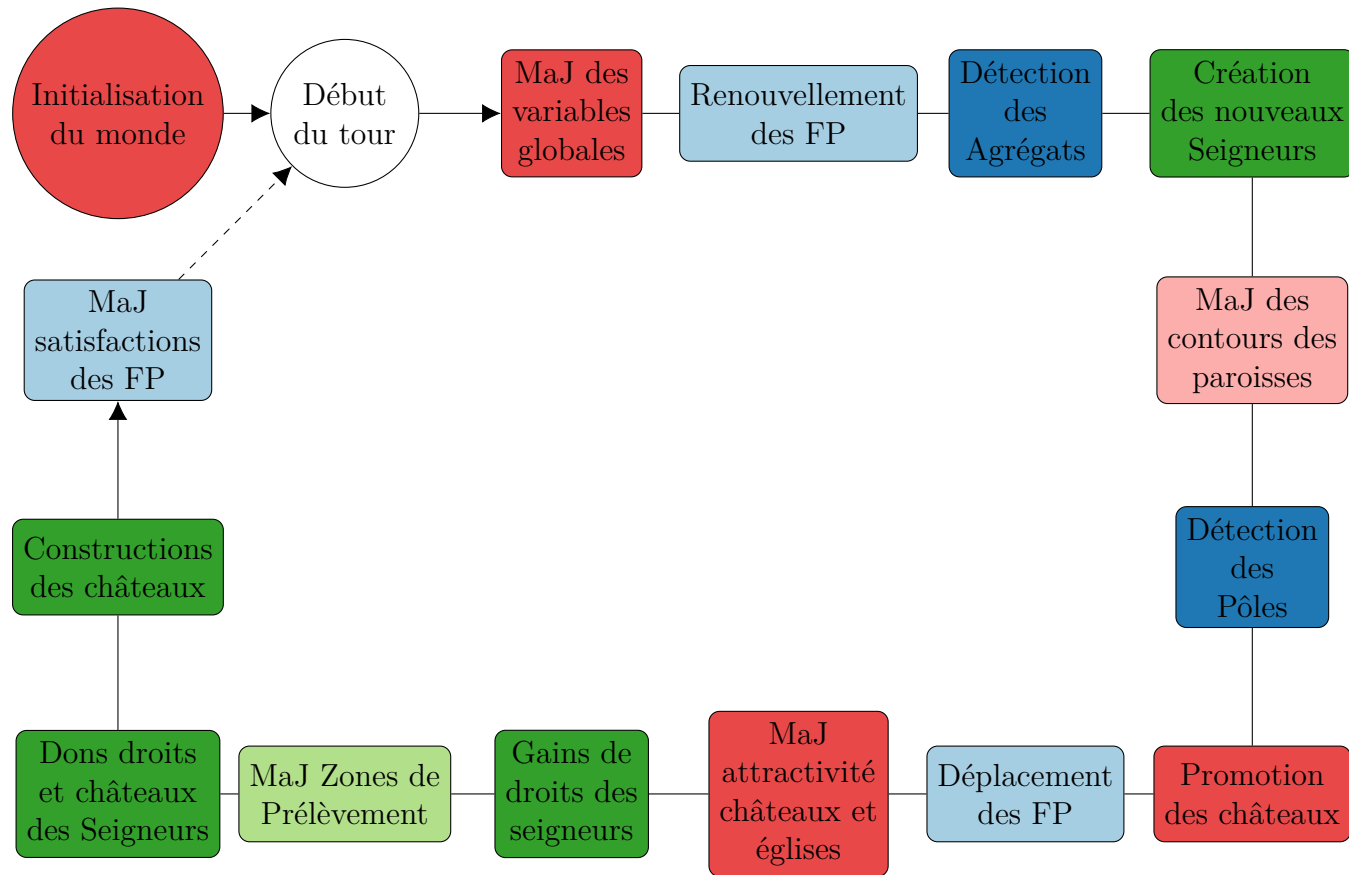 Initialisation
du monde
Début
du tour
MaJ des
variables
globales
Renouvellement
des FP
Détection
des
Agrégats
Création
des nouveaux
Seigneurs
MaJ des
contours des
paroisses
Détection
des
Pôles
Promotion
des châteaux
Déplacement
des FP
MaJ
attractivité
châteaux et
églises
Gains de
droits des
seigneurs
MaJ Zones de
Prélèvement
Dons droits
et châteaux
des Seigneurs
Constructions
des châteaux
MaJ
satisfactions
des FP